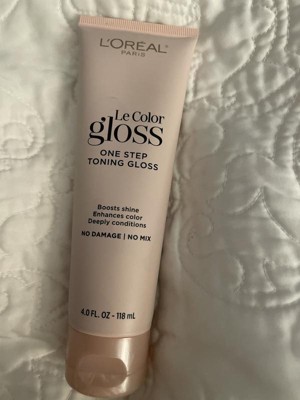 L'ORÉAL
PARIS
Le Color
gloss
ONE STEP
TONING GLOSS
Boosts shine
Enhances color
Deeply conditions
NO DAMAGE | NO MIX
4.0 FL. OZ - 118 mL